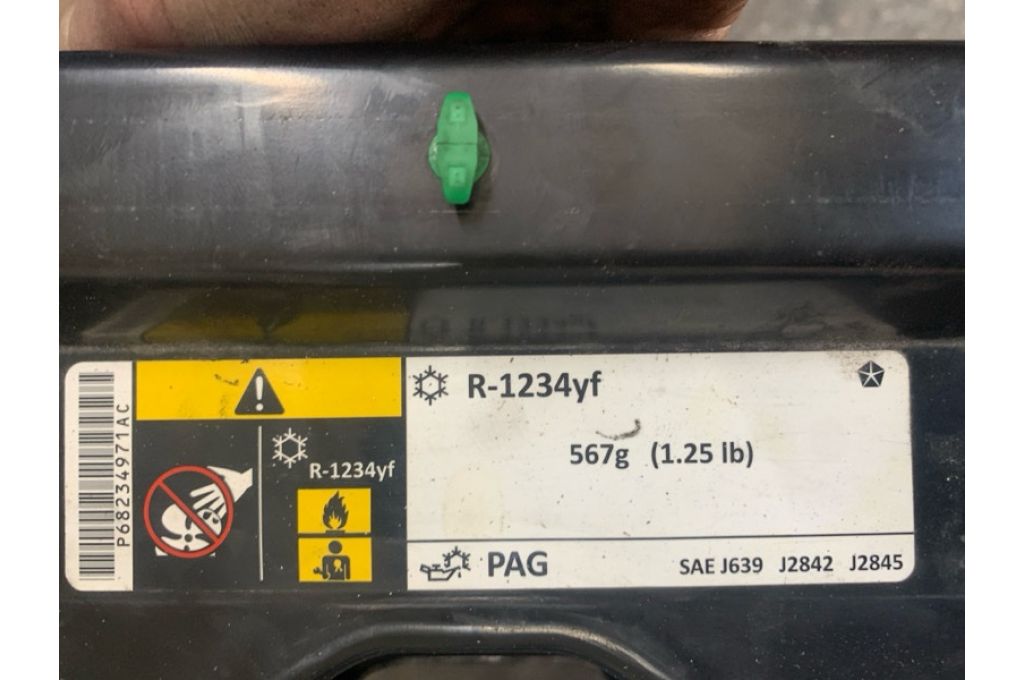 P68234971AC
R-1234yf
R-1234yf
567g (1.25 lb)
PAG
SAE J639 J2842 J2845